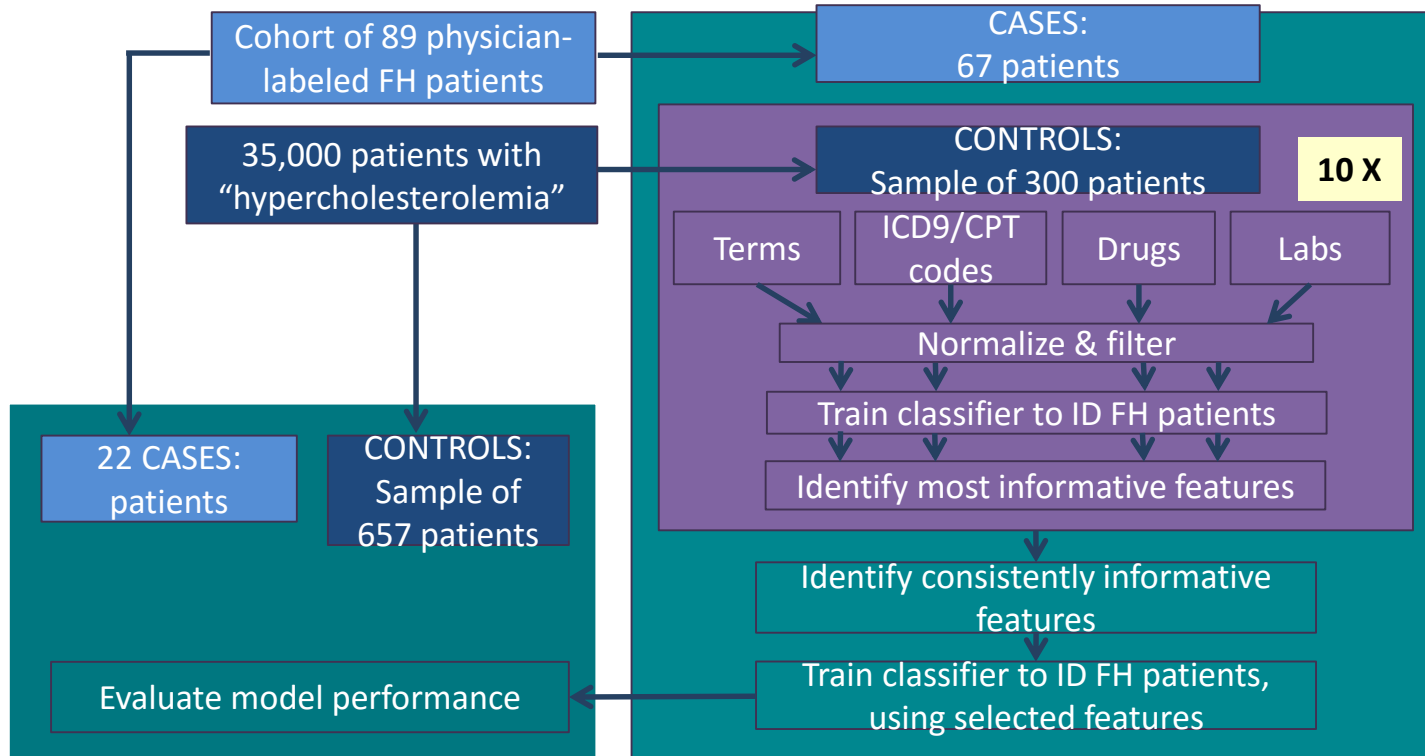 Cohort of 89 physician-
labeled FH patients
CASES:
67 patients
35,000 patients with
“hypercholesterolemia”
CONTROLS:
Sample of 300 patients
10 X
Terms
ICD9/CPT
codes
Drugs
Labs
Normalize & filter
Train classifier to ID FH patients
Identify most informative features
22 CASES:
patients
CONTROLS:
Sample of
657 patients
Identify consistently informative
features
Train classifier to ID FH patients,
using selected features
Evaluate model performance